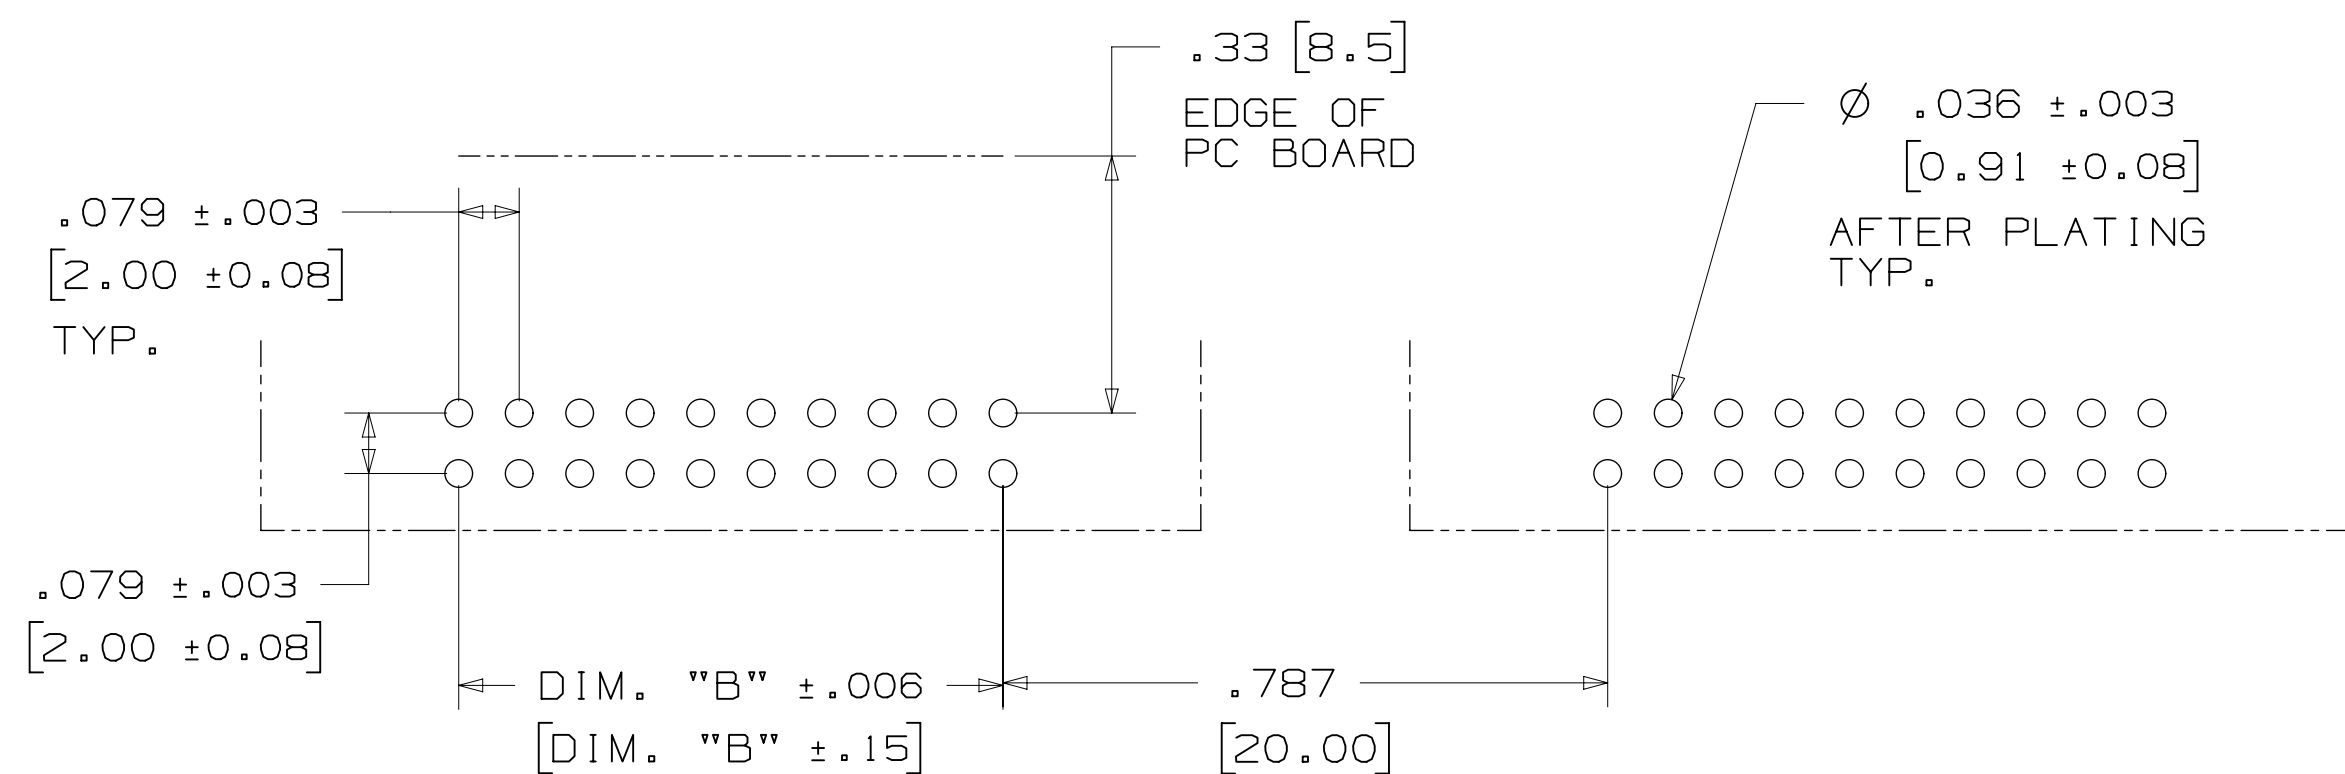 .33 [8.5]
EDGE OF
PC BOARD
Ø .036 ±.003
[0.91 ±0.08]
AFTER PLATING
TYP.
.079 ±.003
[2.00 ±0.08]
TYP.
.079 ±.003
[2.00 ±0.08]
DIM. "B" ±.006
[DIM. "B" ±.15]
.787
[20.00]